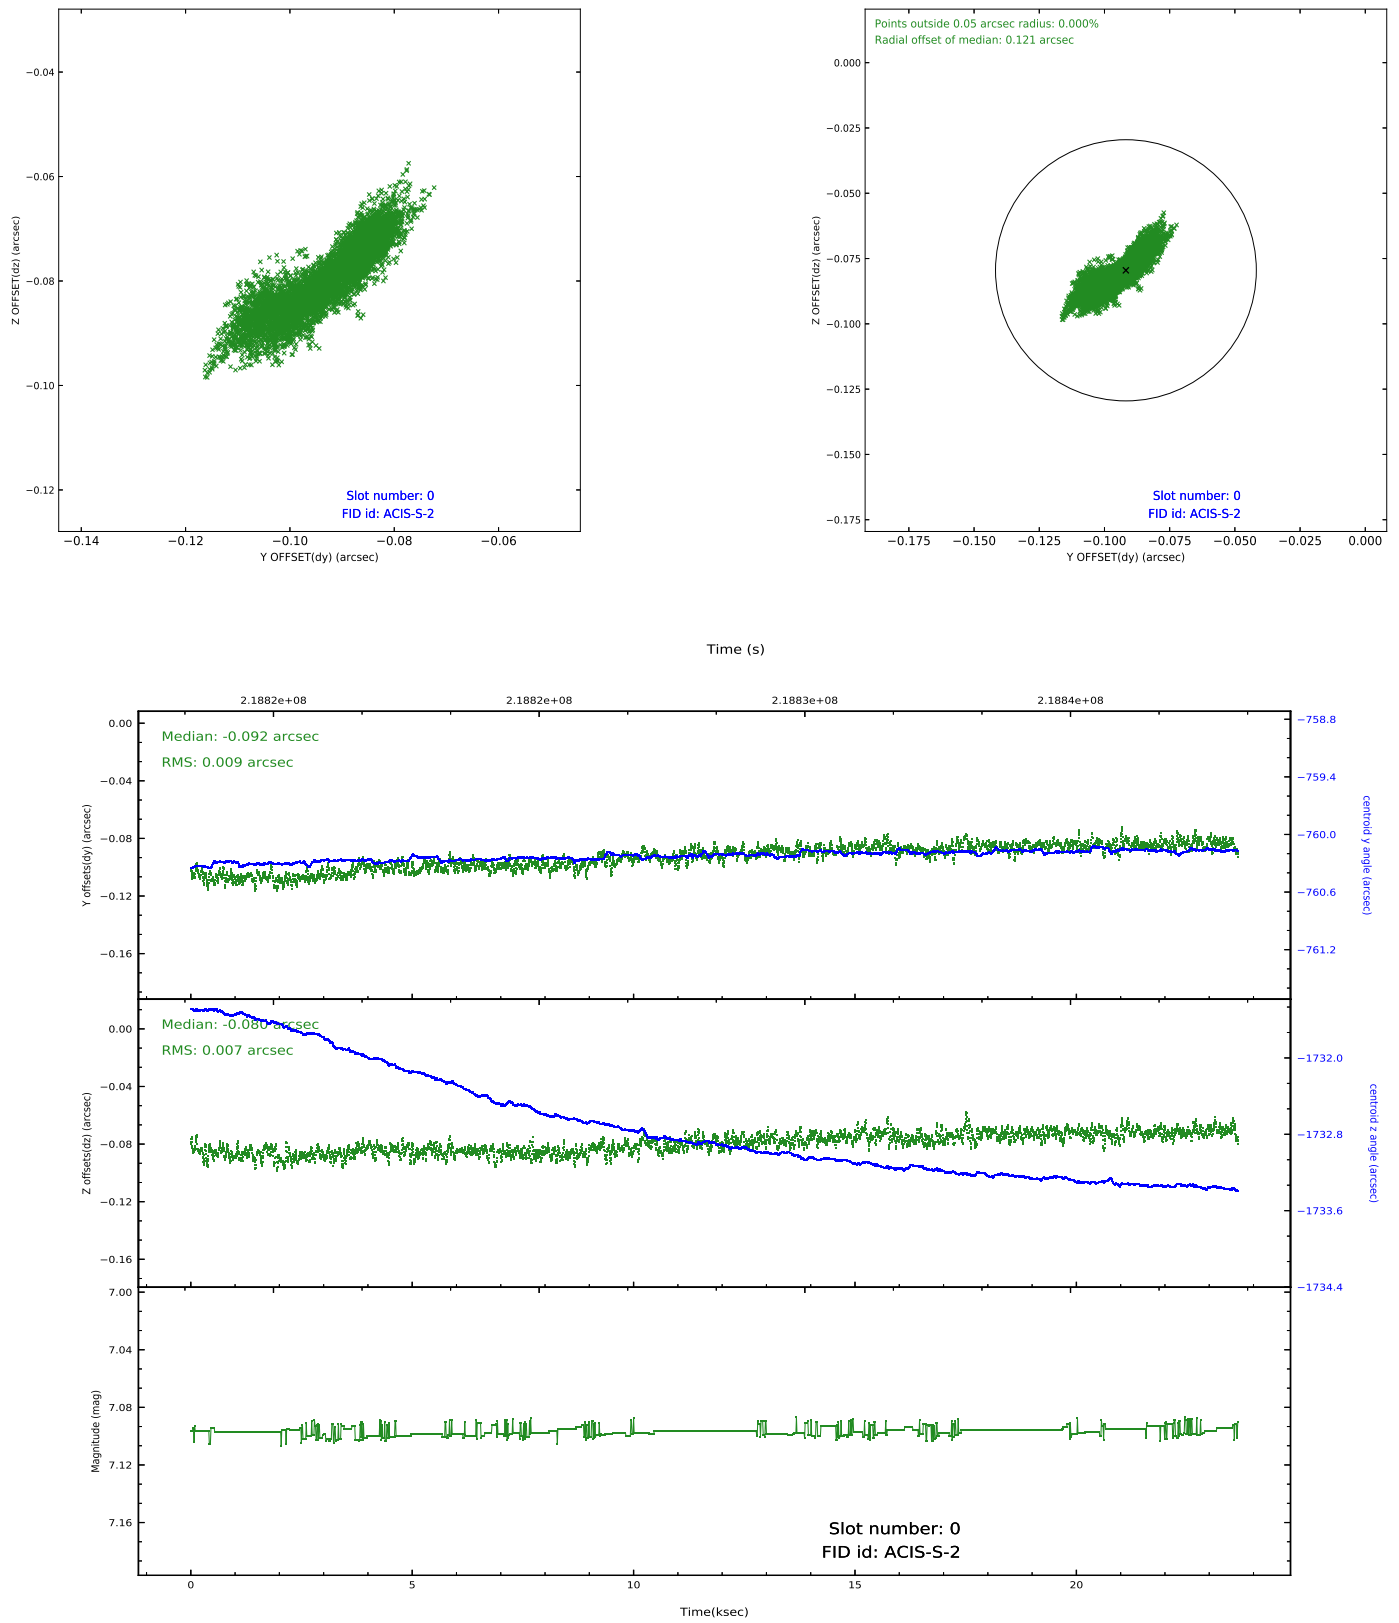 −0.04
−0.06
−0.08
−0.10
−0.12
Z OFFSET(dz) (arcsec)
Slot number: 0
FID id: ACIS-S-2
−0.14
−0.12
−0.10
−0.08
−0.06
Y OFFSET(dy) (arcsec)
Points outside 0.05 arcsec radius: 0.000%
Radial offset of median: 0.121 arcsec
0.000
−0.025
−0.050
−0.075
−0.100
−0.125
−0.150
−0.175
Z OFFSET(dz) (arcsec)
Slot number: 0
FID id: ACIS-S-2
−0.175
−0.150
−0.125
−0.100
−0.075
−0.050
−0.025
0.000
Y OFFSET(dy) (arcsec)
Time (s)
2.1882e+08
2.1882e+08
2.1883e+08
2.1884e+08
Median: -0.092 arcsec
RMS: 0.009 arcsec
0.00
−0.04
−0.08
−0.12
−0.16
Y offsets(dy) (arcsec)
−758.8
−759.4
−760.0
−760.6
−761.2
centroid y angle (arcsec)
Median: -0.080 arcsec
RMS: 0.007 arcsec
0.00
−0.04
−0.08
−0.12
−0.16
Z offsets(dz) (arcsec)
−1732.0
−1732.8
−1733.6
−1734.4
centroid z angle (arcsec)
7.00
7.04
7.08
7.12
7.16
Magnitude (mag)
Slot number: 0
FID id: ACIS-S-2
0
5
10
15
20
Time(ksec)